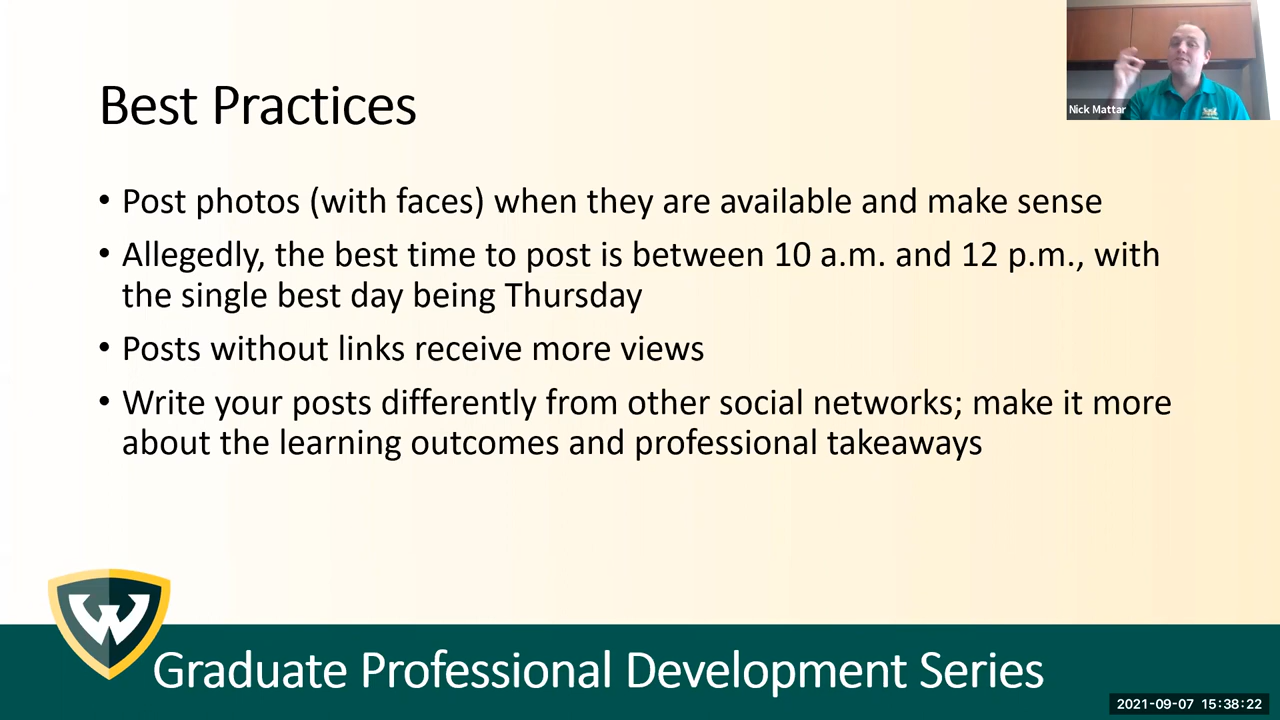 Nick Mattar
Best Practices
• Post photos (with faces) when they are available and make sense
• Allegedly, the best time to post is between 10 a.m. and 12 p.m., with
the single best day being Thursday
• Posts without links receive more views
• Write your posts differently from other social networks; make it more
about the learning outcomes and professional takeaways
W
Graduate Professional Development Series
2021-09-07 15:38:22